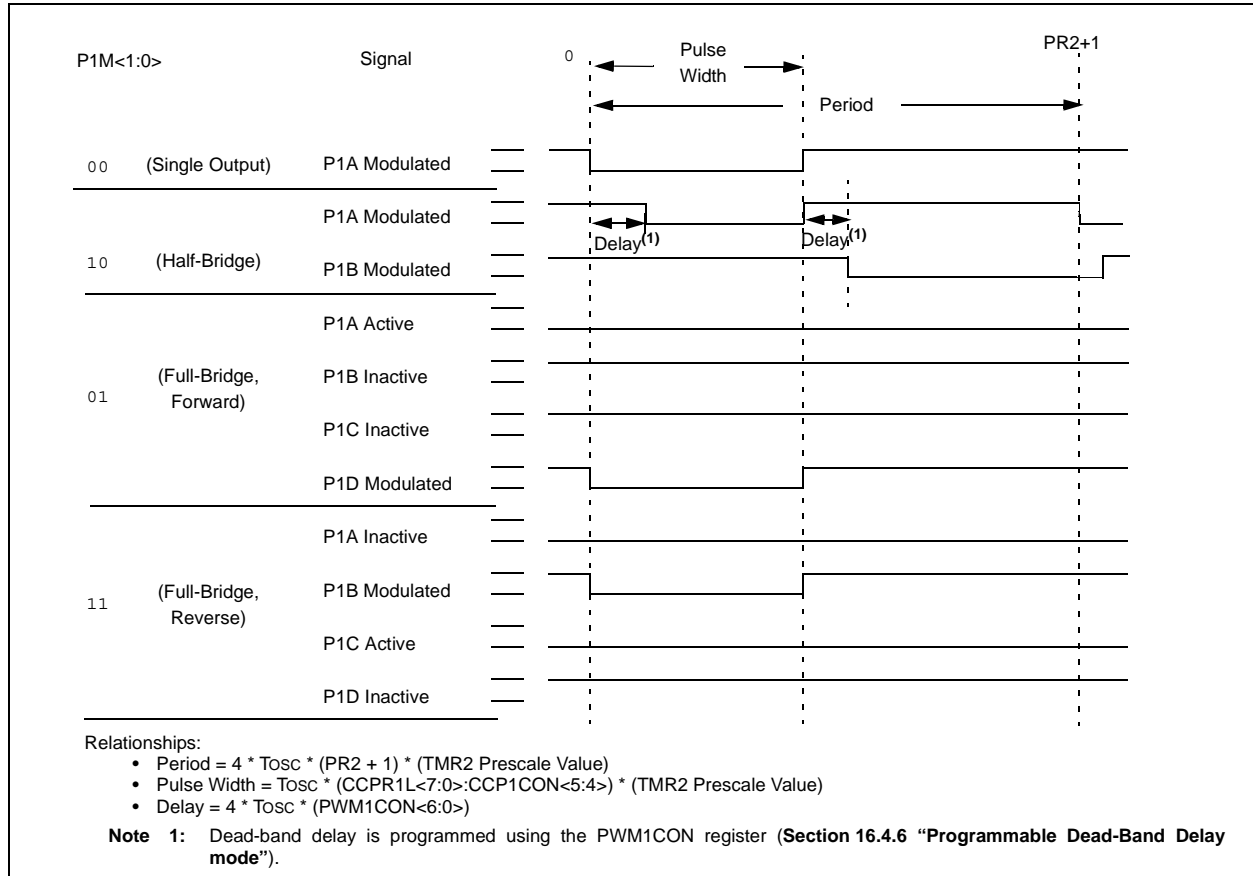 P1M<1:0> Signal 0 Pulse Width PR2+1
Period
00 (Single Output) P1A Modulated
P1A Modulated
Delay(1) Delay(1)
10 (Half-Bridge) P1B Modulated
P1A Active
01 (Full-Bridge, Forward) P1B Inactive
P1C Inactive
P1D Modulated
P1A Inactive
11 (Full-Bridge, Reverse) P1B Modulated
P1C Active
P1D Inactive
Relationships:
• Period = 4 * TOSC * (PR2 + 1) * (TMR2 Prescale Value)
• Pulse Width = TOSC * (CCPR1L<7:0>:CCP1CON<5:4>) * (TMR2 Prescale Value)
• Delay = 4 * TOSC * (PWM1CON<6:0>)
Note 1: Dead-band delay is programmed using the PWM1CON register (Section 16.4.6 “Programmable Dead-Band Delay
mode”).